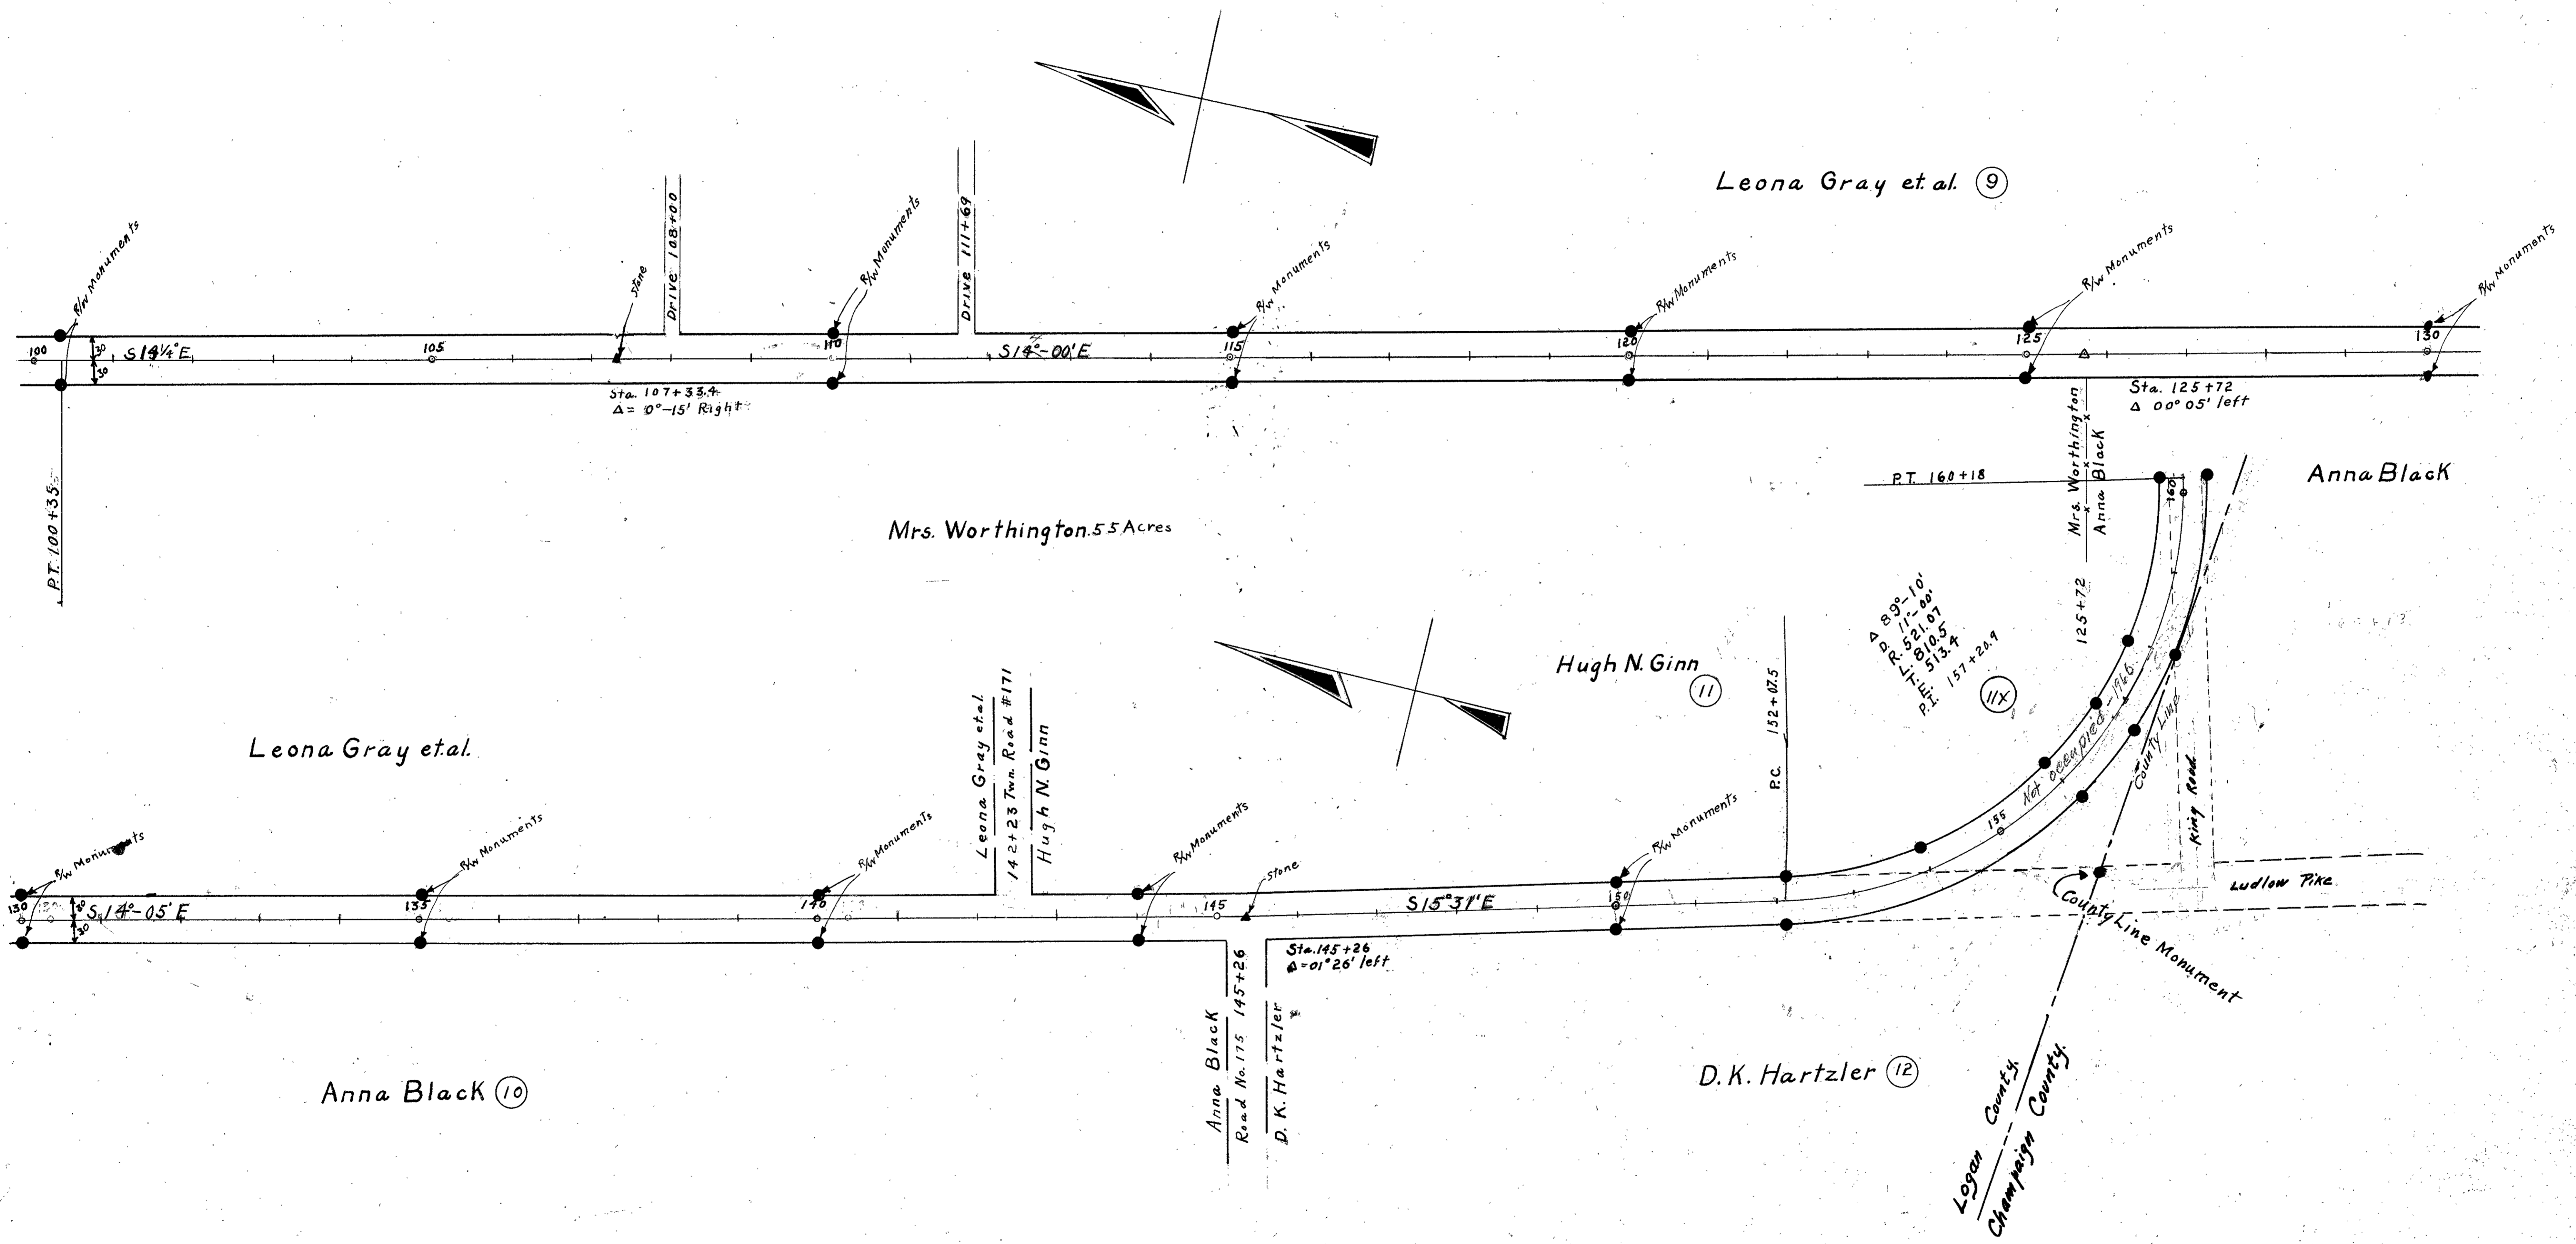 Leona Gray et. al. 9
R/W Monuments
stone
Drive 108+00
R/W Monuments
Drive 111+69
R/W Monuments
R/W Monuments
R/W Monuments
R/W Monuments
100
30
30
S14¼°E
105
110
S14°-00'E
115
120
125
130
Sta. 107+33.4
Δ= 0°-15' Right
Sta. 125+72
Δ 00° 05' left
P.T. 100+35
Mrs. Worthington 55 Acres
Mrs. Worthington
Anna Black
125+72
P.T. 160+18
160
Anna Black
Δ 89°-10'
D. 11°-00'
R. 521.07
L. 810.5
T. 513.4
E.
P.I. 157+20.9
11X
Hugh N. Ginn
11
P.C. 152+07.5
Leona Gray et al.
Leona Gray et al.
142+23 Twn. Road #171
Hugh N. Ginn
R/W Monuments
R/W Monuments
R/W Monuments
R/W Monuments
Stone
R/W Monuments
130
30
30
S14°-05'E
135
140
145
S15°31'E
150
155
Not occupied-1966
County Line
King Road
Ludlow Pike
County Line Monument
Sta. 145+26
Δ=01°26' left
Anna Black
Road No. 175 145+26
D. K. Hartzler
Anna Black 10
D. K. Hartzler 12
Logan County
Champaign County